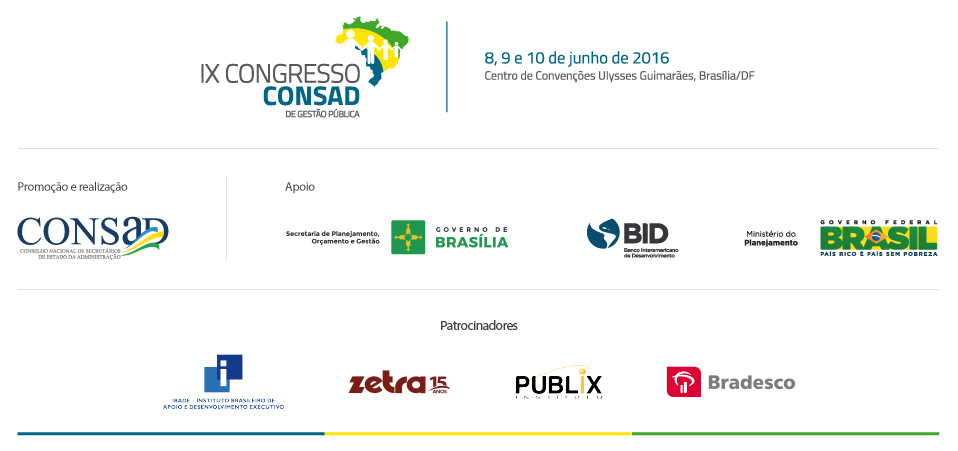 IX CONGRESSO
CONSAD
DE GESTÃO PÚBLICA
8, 9 e 10 de junho de 2016
Centro de Convenções Ulysses Guimarães, Brasília/DF
Promoção e realização
Apoio
CONSAD
CONSELHO NACIONAL DE SECRETÁRIOS
DE ESTADO DA ADMINISTRAÇÃO
Secretaria de Planejamento,
Orçamento e Gestão
GOVERNO DE
BRASÍLIA
BID
Banco Interamericano
de Desenvolvimento
Ministério do
Planejamento
GOVERNO FEDERAL
BRASIL
PAÍS RICO É PAÍS SEM POBREZA
Patrocinadores
i
IBADE - INSTITUTO BRASILEIRO DE
APOIO E DESENVOLVIMENTO EXECUTIVO
zetra 15
ANOS
PUBLIX
INSTITUTO
Bradesco